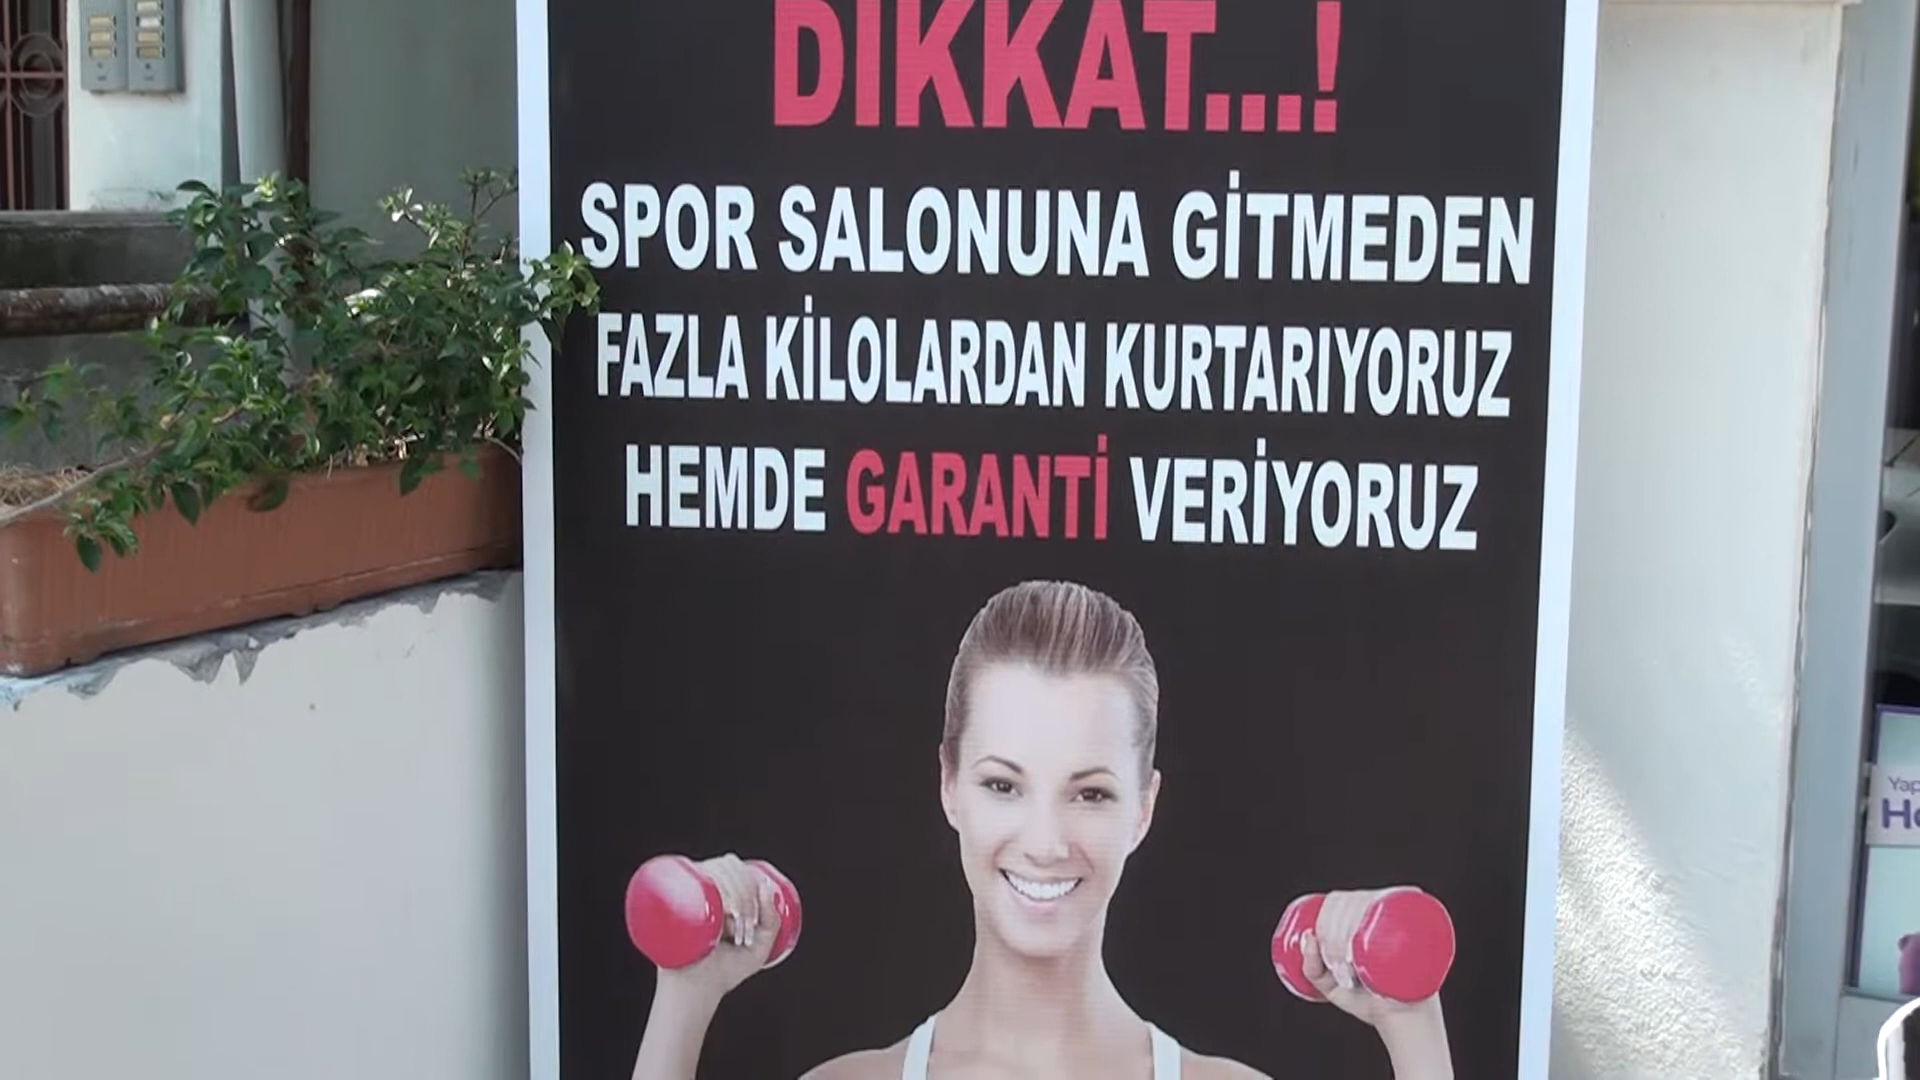 DİKKAT...!
SPOR SALONUNA GİTMEDEN
FAZLA KİLOLARDAN KURTARIYORUZ
HEMDE GARANTİ VERİYORUZ